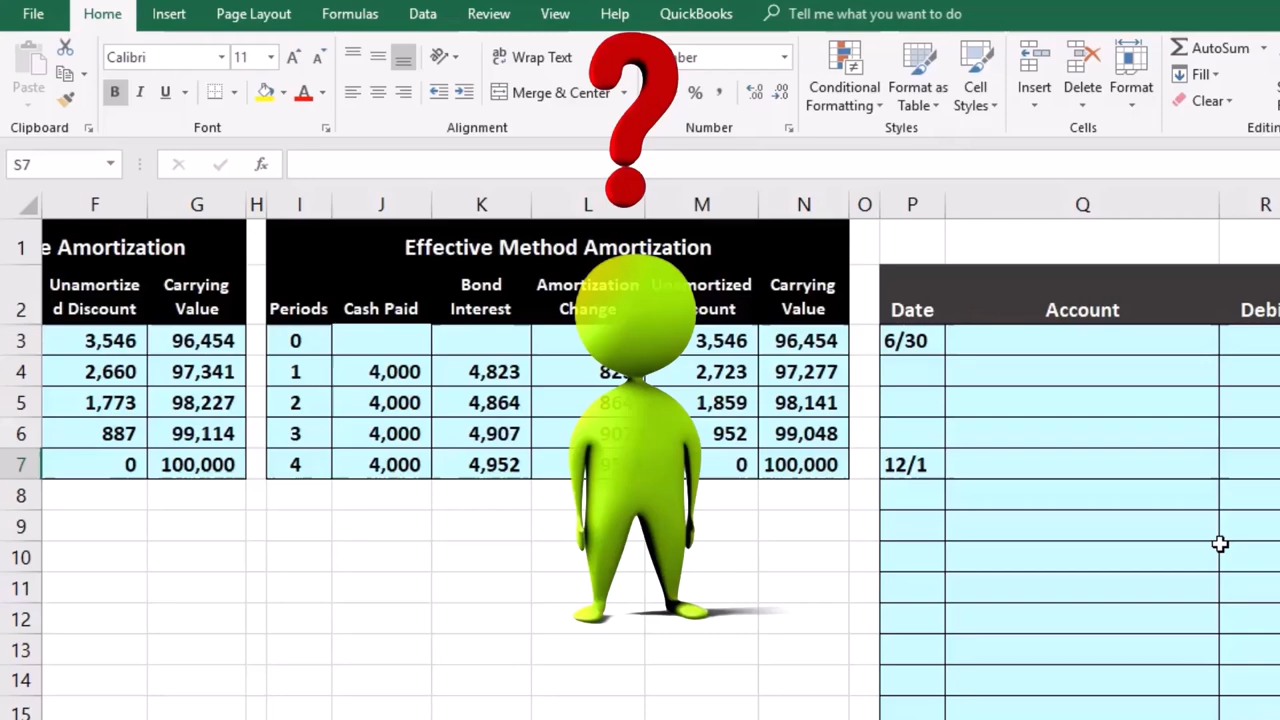 File Home Insert Page Layout Formulas Data Review View Help QuickBooks Tell me what you want to do
Calibri 11 Wrap Text AutoSum
Paste B I U Merge & Center % Conditional Formatting Format as Table Cell Styles Insert Delete Format Fill
Clear
Clipboard Font Alignment Number Styles Cells
S7 fx
F G H I J K L M N O P Q R
1 e Amortization Effective Method Amortization
2 Unamortize d Discount Carrying Value Periods Cash Paid Bond Interest Amortization Change Carrying Value Date Account
3 3,546 96,454 0 3,546 96,454 6/30
4 2,660 97,341 1 4,000 4,823 2,723 97,277
5 1,773 98,227 2 4,000 4,864 864 1,859 98,141
6 887 99,114 3 4,000 4,907 907 952 99,048
7 0 100,000 4 4,000 4,952 0 100,000 12/1
8
9
10
11
12
13
14
15
?